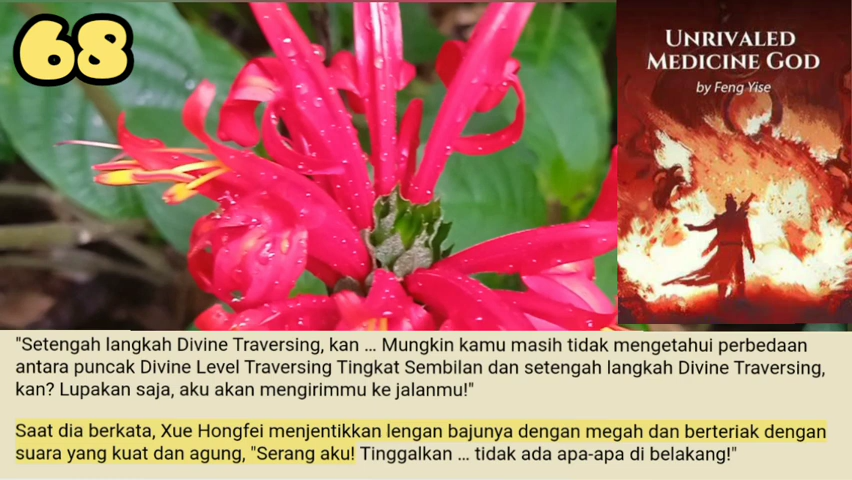 68
UNRIVALED
MEDICINE GOD
by Feng Yise
"Setengah langkah Divine Traversing, kan ... Mungkin kamu masih tidak mengetahui perbedaan
antara puncak Divine Level Traversing Tingkat Sembilan dan setengah langkah Divine Traversing,
kan? Lupakan saja, aku akan mengirimmu ke jalanmu!"
Saat dia berkata, Xue Hongfei menjentikkan lengan bajunya dengan megah dan berteriak dengan
suara yang kuat dan agung, "Serang aku! Tinggalkan ... tidak ada apa-apa di belakang!"